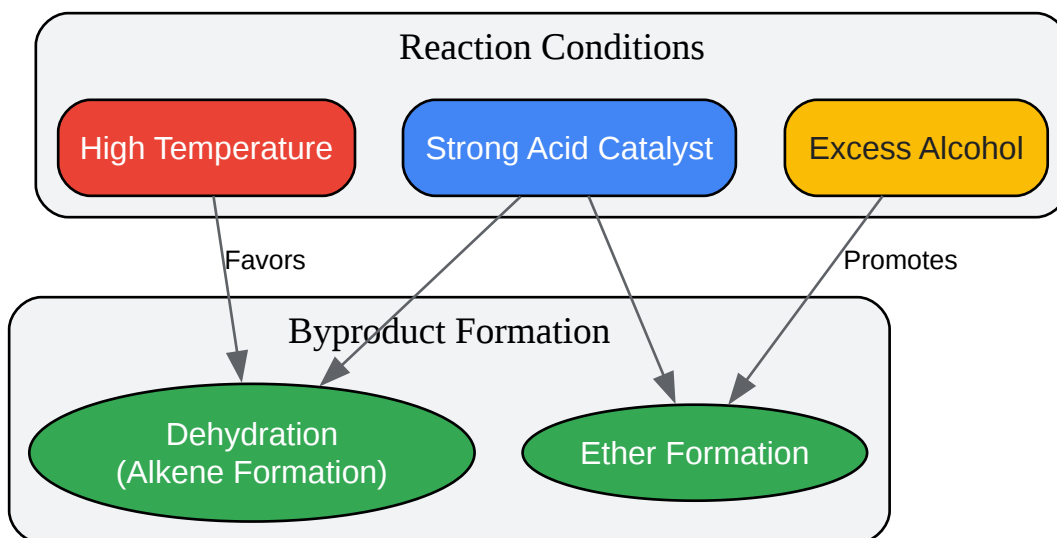 Reaction Conditions
High Temperature
Strong Acid Catalyst
Excess Alcohol
Favors
Promotes
Byproduct Formation
Dehydration
(Alkene Formation)
Ether Formation